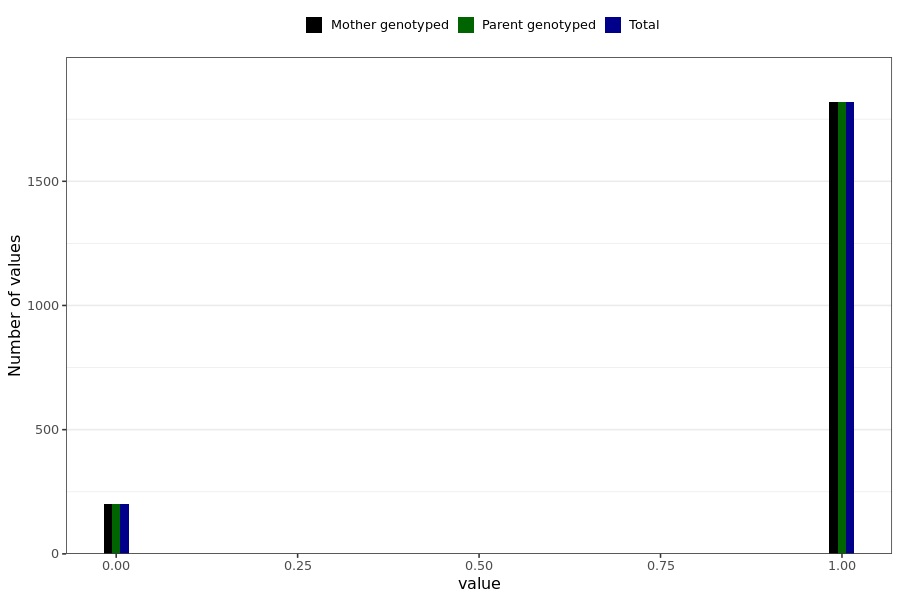 Mother genotyped Parent genotyped Total
Number of values
1500
1000
500
0
0.00 0.25 0.50 0.75 1.00
value